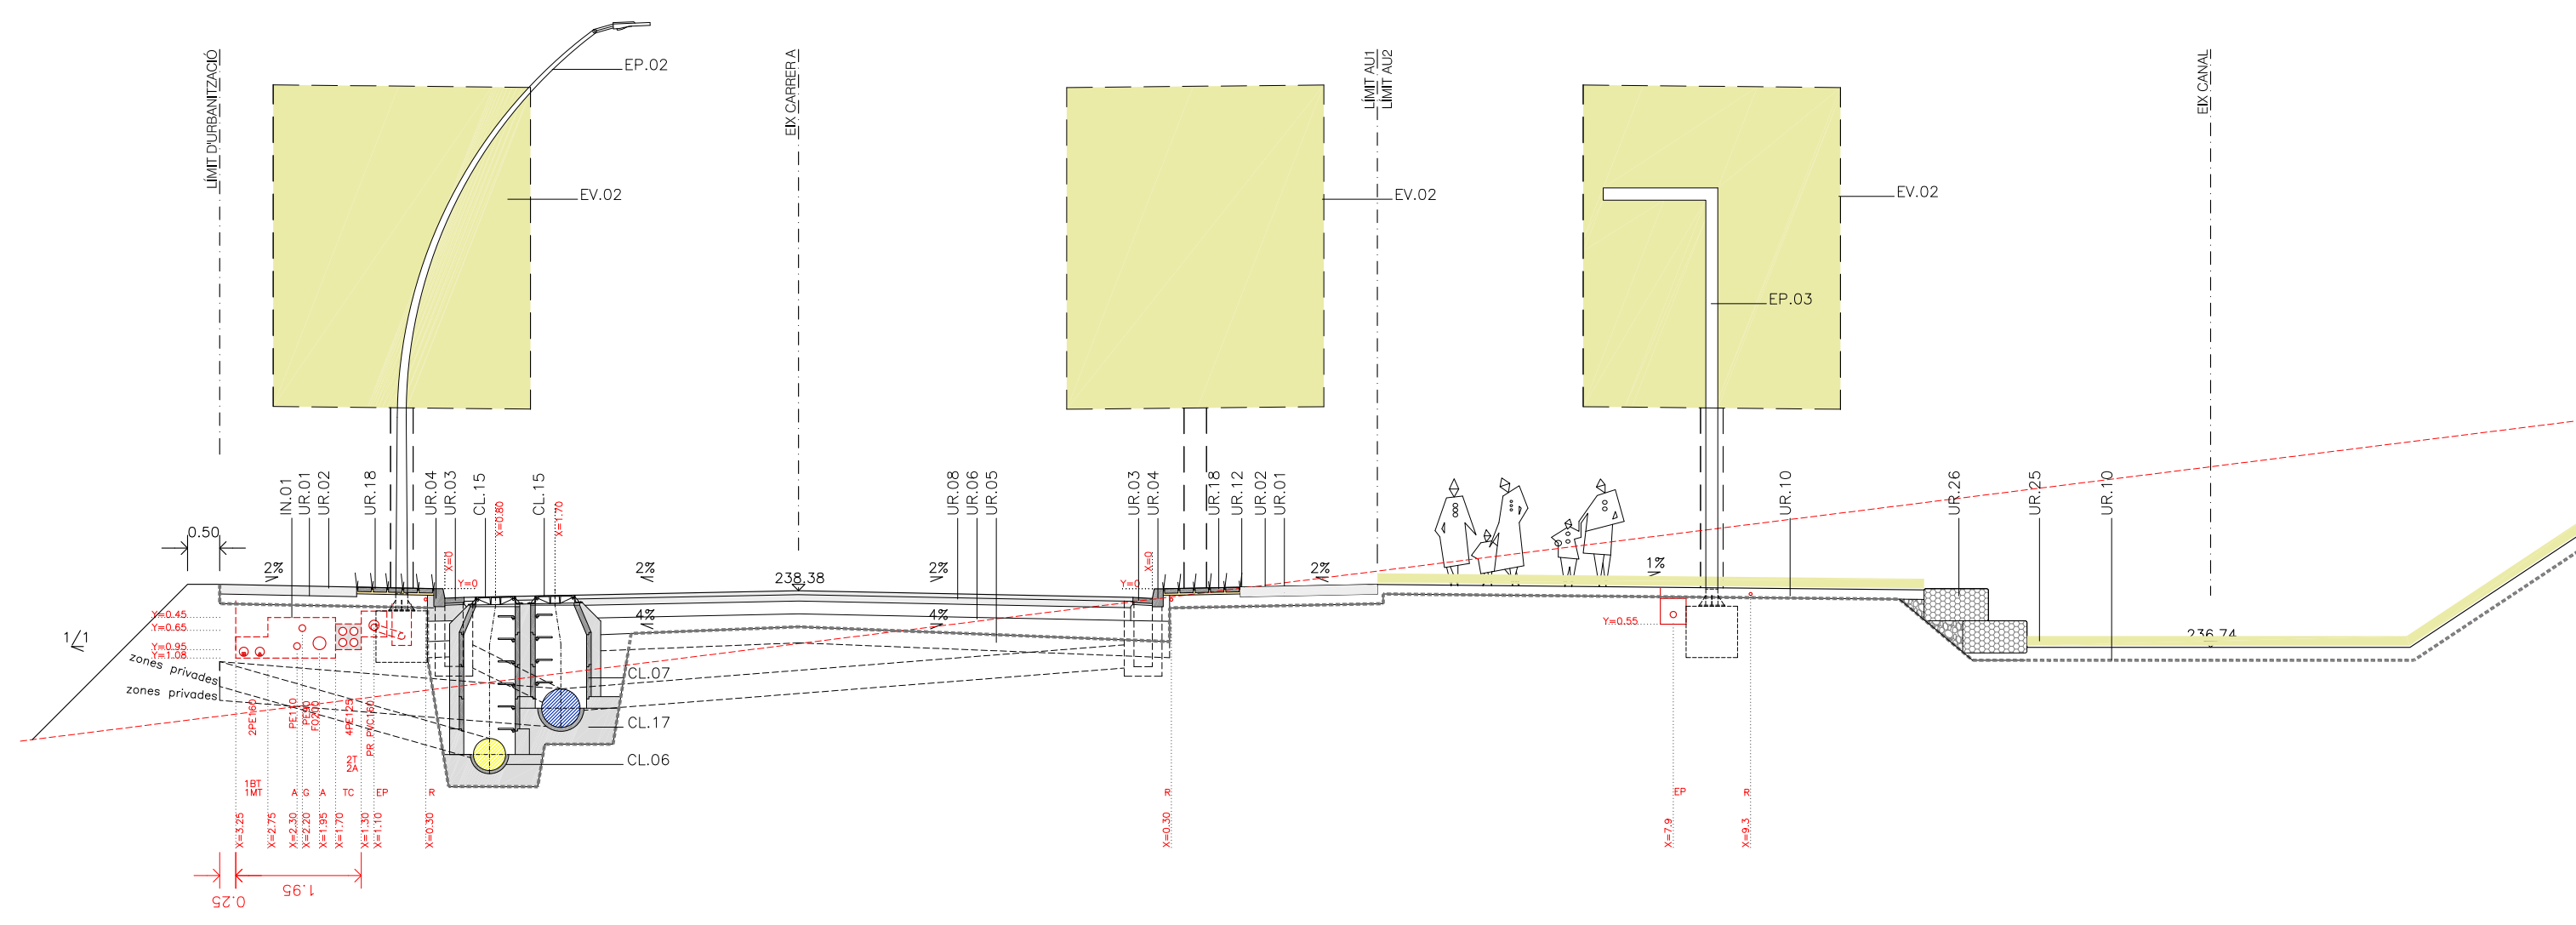 LÍMIT D'URBANITZACIÓ
EP.02
EIX CARRER A
LÍMIT AU1
LÍMIT AU2
EIX CANAL
EV.02
EV.02
EV.02
EP.03
IN.01
UR.01
UR.02
UR.18
UR.04
UR.03
CL.15
X=0.80
CL.15
X=1.70
UR.08
UR.06
UR.05
UR.03
UR.04
UR.18
UR.12
UR.02
UR.01
UR.10
UR.26
UR.25
UR.10
0.50
2%
X=0
Y=0
2%
238.38
2%
Y=0
X=0
2%
1%
4%
4%
Y=0.45
Y=0.65
Y=0.95
Y=1.08
Y=0.55
1/1
236.74
zones privades
zones privades
CL.07
CL.17
CL.06
2PE160
PE110
PE90
FO200
4PE125
PR PVC160
2T
2A
1BT
1MT
A
G
A
TC
EP
R
R
EP
R
X=3.25
X=2.75
X=2.30
X=2.20
X=1.95
X=1.70
X=1.30
X=1.10
X=0.30
X=0.30
X=7.9
X=9.3
1.95
0.25